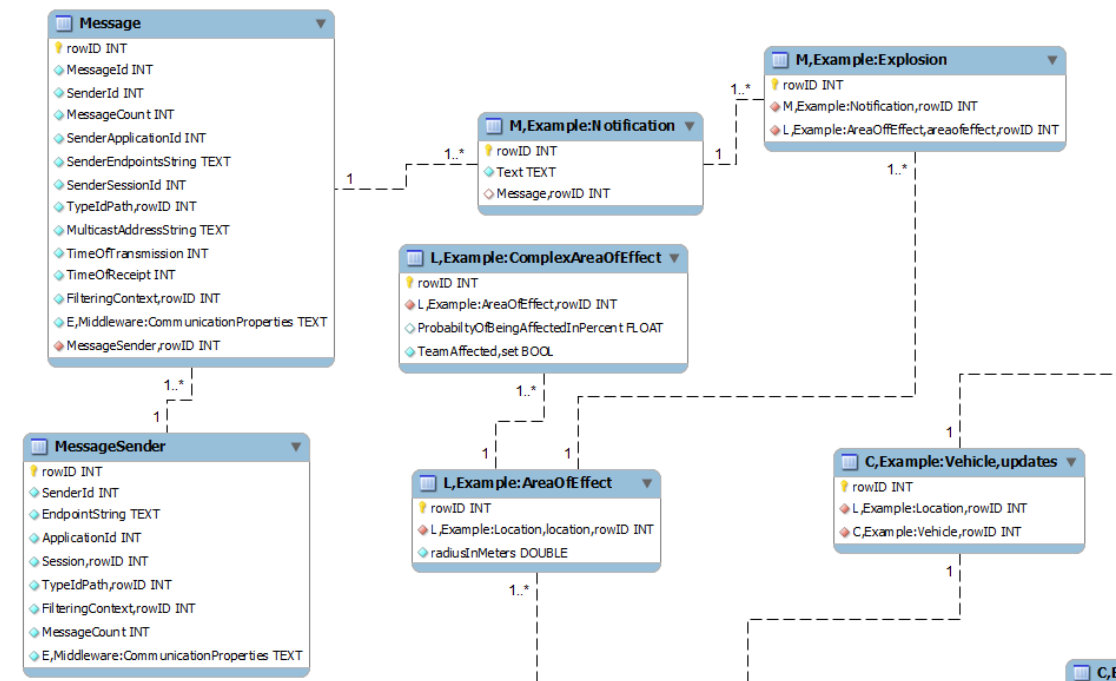 Message
rowID INT
MessageId INT
SenderId INT
MessageCount INT
SenderApplicationId INT
SenderEndpointsString TEXT
SenderSessionId INT
TypeIdPath,rowID INT
MulticastAddressString TEXT
TimeOfTransmission INT
TimeOfReceipt INT
FilteringContext,rowID INT
E,Middleware:CommunicationProperties TEXT
MessageSender,rowID INT
1
1..*
M,Example:Notification
rowID INT
Text TEXT
Message,rowID INT
1
1..*
M,Example:Explosion
rowID INT
M,Example:Notification,rowID INT
L,Example:AreaOffEffect,areaofeffect,rowID INT
1..*
L,Example:ComplexAreaOfEffect
rowID INT
L,Example:AreaOfEffect,rowID INT
ProbabiltyOfBeingAffectedInPercent FLOAT
TeamAffected,set BOOL
1..*
1..*
1
1
1
1
MessageSender
rowID INT
SenderId INT
EndpointString TEXT
ApplicationId INT
Session,rowID INT
TypeIdPath,rowID INT
FilteringContext,rowID INT
MessageCount INT
E,Middleware:CommunicationProperties TEXT
L,Example:AreaOfEffect
rowID INT
L,Example:Location,location,rowID INT
radiusInMeters DOUBLE
1..*
C,Example:Vehicle,updates
rowID INT
L,Example:Location,rowID INT
C,Example:Vehicle,rowID INT
1